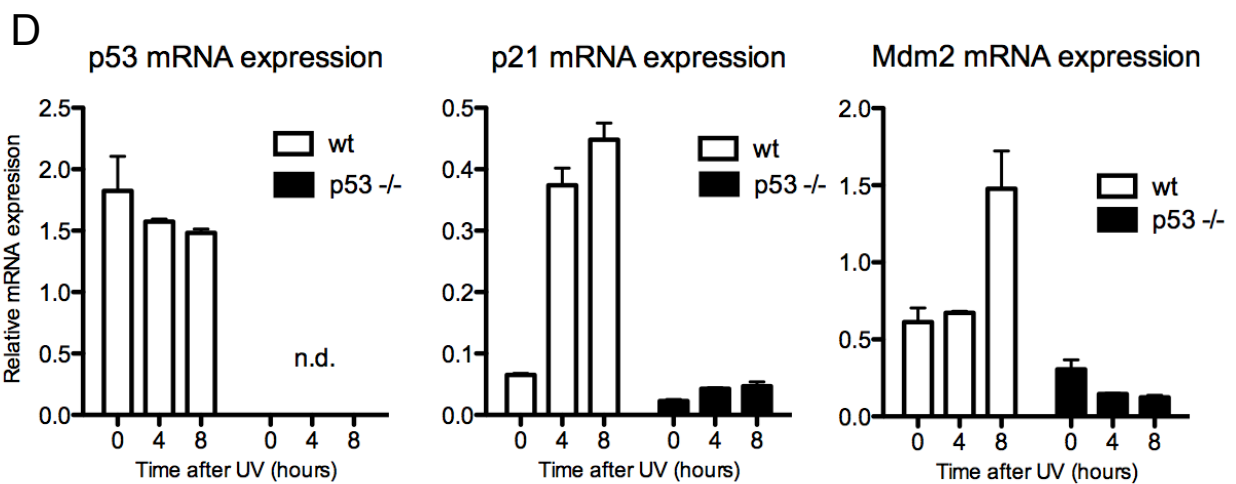 D
p53 mRNA expression
p21 mRNA expression
Mdm2 mRNA expression
Relative mRNA expresison
2.5
2.0
1.5
1.0
0.5
0.0
wt
p53 -/-
n.d.
0 4 8 0 4 8
Time after UV (hours)
0.5
0.4
0.3
0.2
0.1
0.0
wt
p53 -/-
0 4 8 0 4 8
Time after UV (hours)
2.0
1.5
1.0
0.5
0.0
wt
p53 -/-
0 4 8 0 4 8
Time after UV (hours)